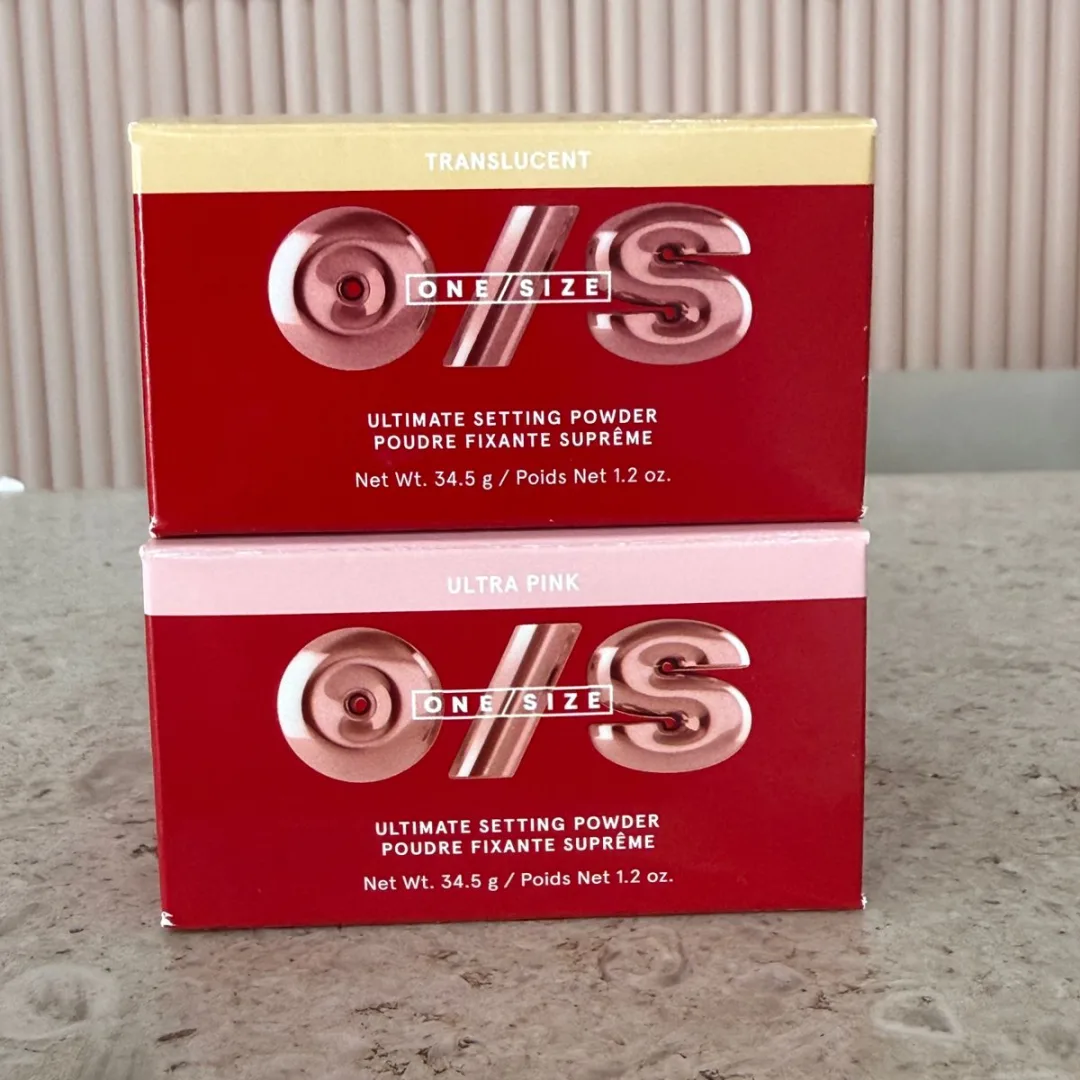 TRANSLUCENT
O/S
ONE/SIZE
ULTIMATE SETTING POWDER
POUDRE FIXANTE SUPRÊME
Net Wt. 34.5 g / Poids Net 1.2 oz.
ULTRA PINK
O/S
ONE/SIZE
ULTIMATE SETTING POWDER
POUDRE FIXANTE SUPRÊME
Net Wt. 34.5 g / Poids Net 1.2 oz.